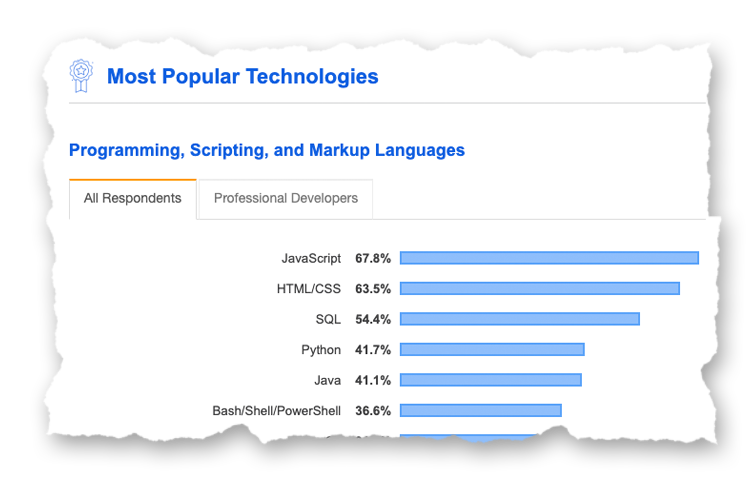 Most Popular Technologies
Programming, Scripting, and Markup Languages
All Respondents Professional Developers
JavaScript 67.8%
HTML/CSS 63.5%
SQL 54.4%
Python 41.7%
Java 41.1%
Bash/Shell/PowerShell 36.6%